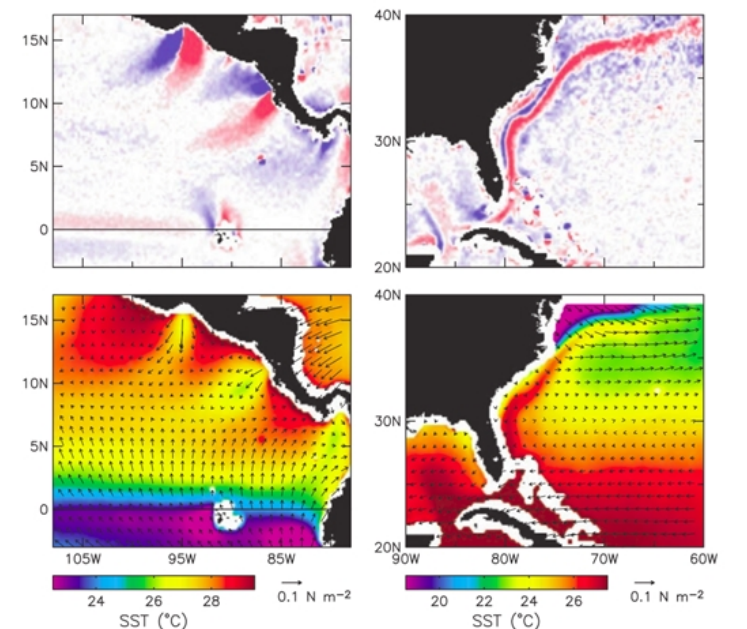 15N
10N
5N
0
40N
30N
20N
15N
10N
5N
0
105W 95W 85W
40N
30N
20N
90W 80W 70W 60W
24 26 28
SST (°C)
0.1 N m⁻²
20 22 24 26
SST (°C)
0.1 N m⁻²